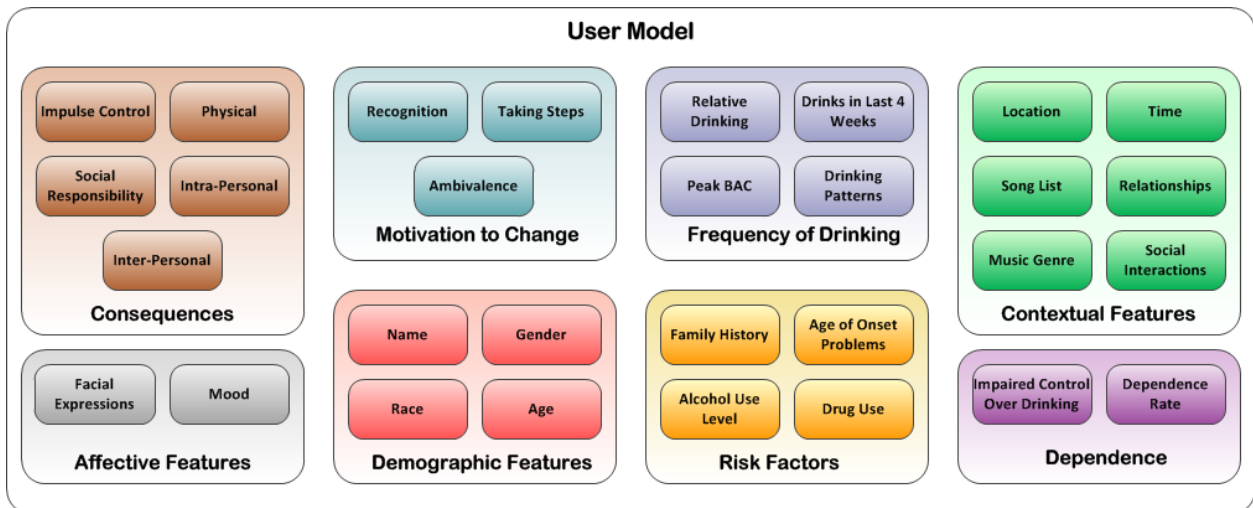 User Model
Impulse Control
Physical
Social
Responsibility
Intra-Personal
Inter-Personal
Consequences
Recognition
Taking Steps
Ambivalence
Motivation to Change
Relative
Drinking
Drinks in Last 4
Weeks
Peak BAC
Drinking
Patterns
Frequency of Drinking
Location
Time
Song List
Relationships
Music Genre
Social
Interactions
Contextual Features
Facial
Expressions
Mood
Affective Features
Name
Gender
Race
Age
Demographic Features
Family History
Age of Onset
Problems
Alcohol Use
Level
Drug Use
Risk Factors
Impaired Control
Over Drinking
Dependence
Rate
Dependence